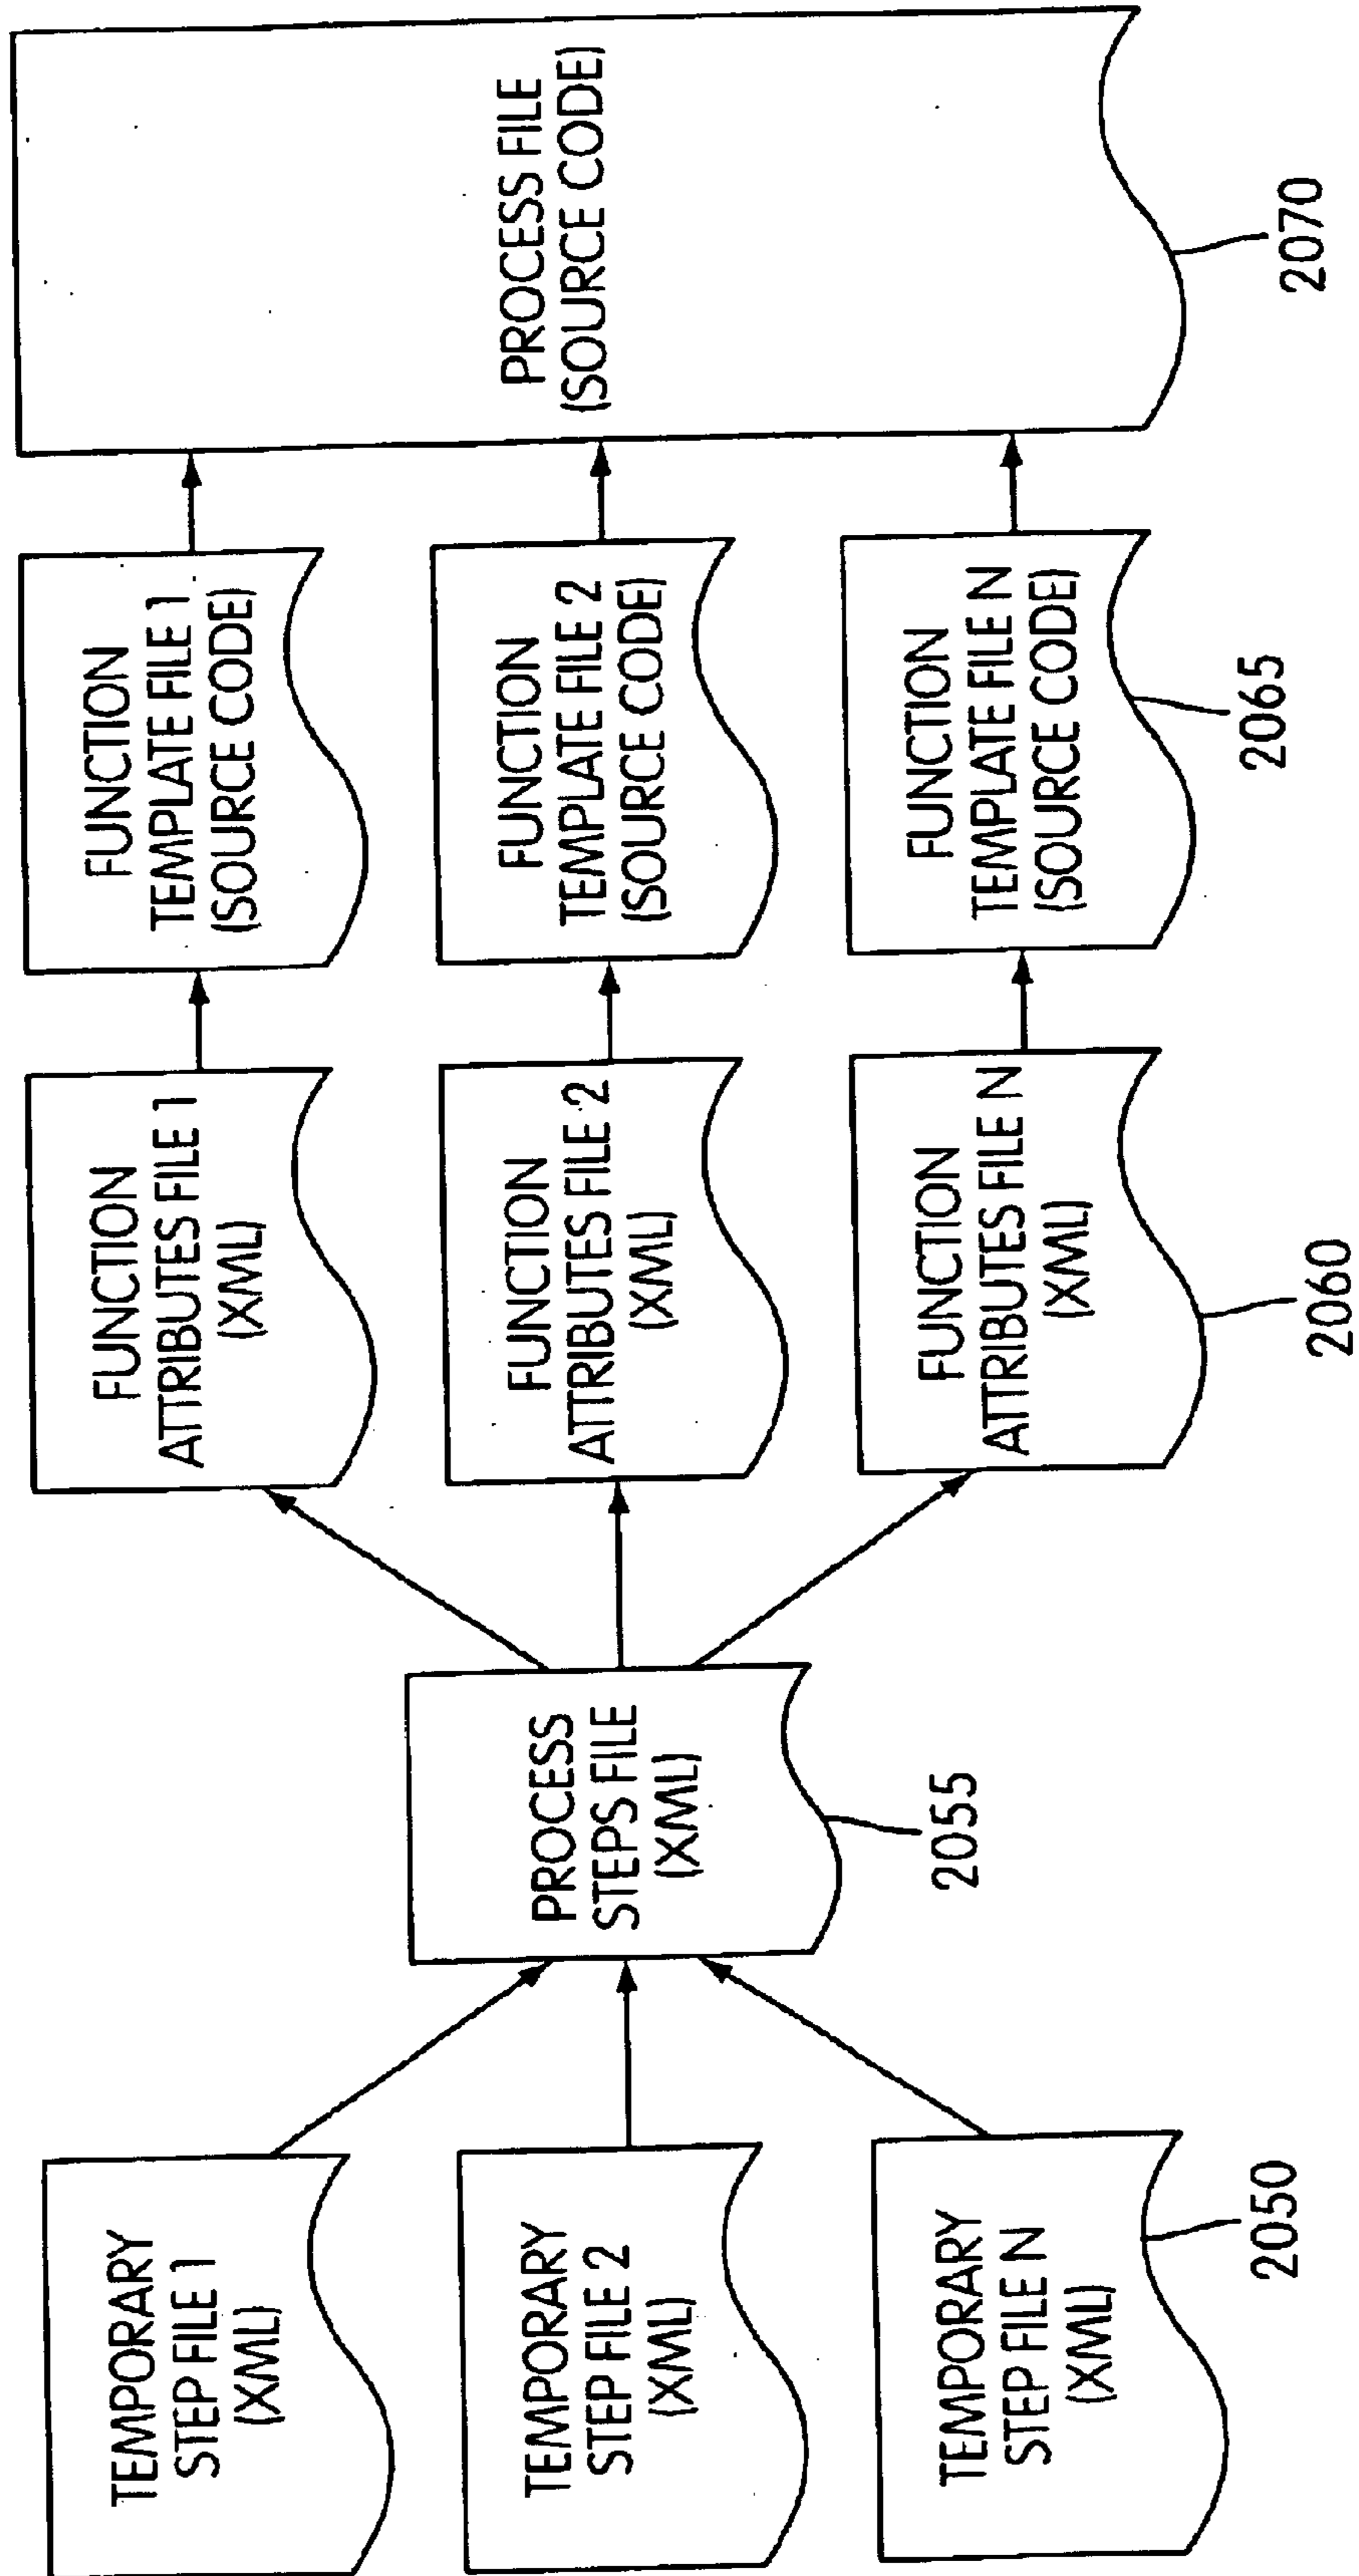 TEMPORARY
STEP FILE 1
(XML)
TEMPORARY
STEP FILE 2
(XML)
TEMPORARY
STEP FILE N
(XML)
2050
PROCESS
STEPS FILE
(XML)
2055
FUNCTION
ATTRIBUTES FILE 1
(XML)
FUNCTION
ATTRIBUTES FILE 2
(XML)
FUNCTION
ATTRIBUTES FILE N
(XML)
2060
FUNCTION
TEMPLATE FILE 1
(SOURCE CODE)
FUNCTION
TEMPLATE FILE 2
(SOURCE CODE)
FUNCTION
TEMPLATE FILE N
(SOURCE CODE)
2065
PROCESS FILE
(SOURCE CODE)
2070